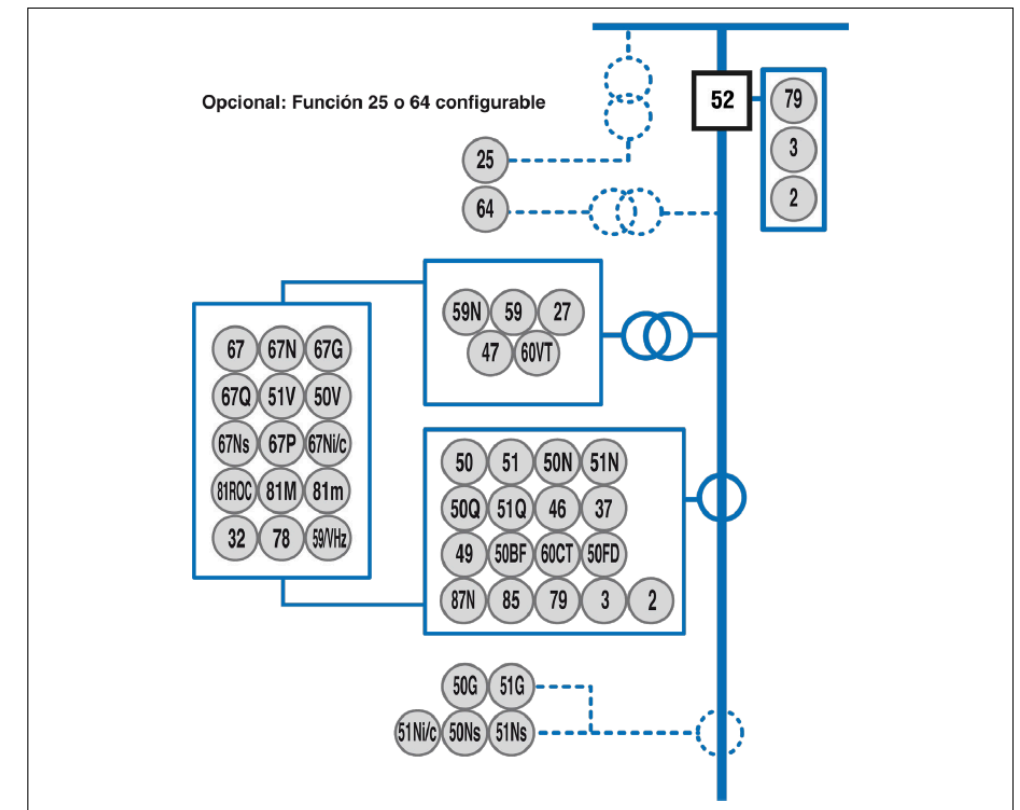 Opcional: Función 25 o 64 configurable
52
79
3
2
25
64
59N 59 27
47 60VT
67 67N 67G
67Q 51V 50V
67Ns 67P 67Ni/c
81ROC 81M 81m
32 78 59/VHz
50 51 50N 51N
50Q 51Q 46 37
49 50BF 60CT 50FD
87N 85 79 3 2
50G 51G
51Ni/c 50Ns 51Ns